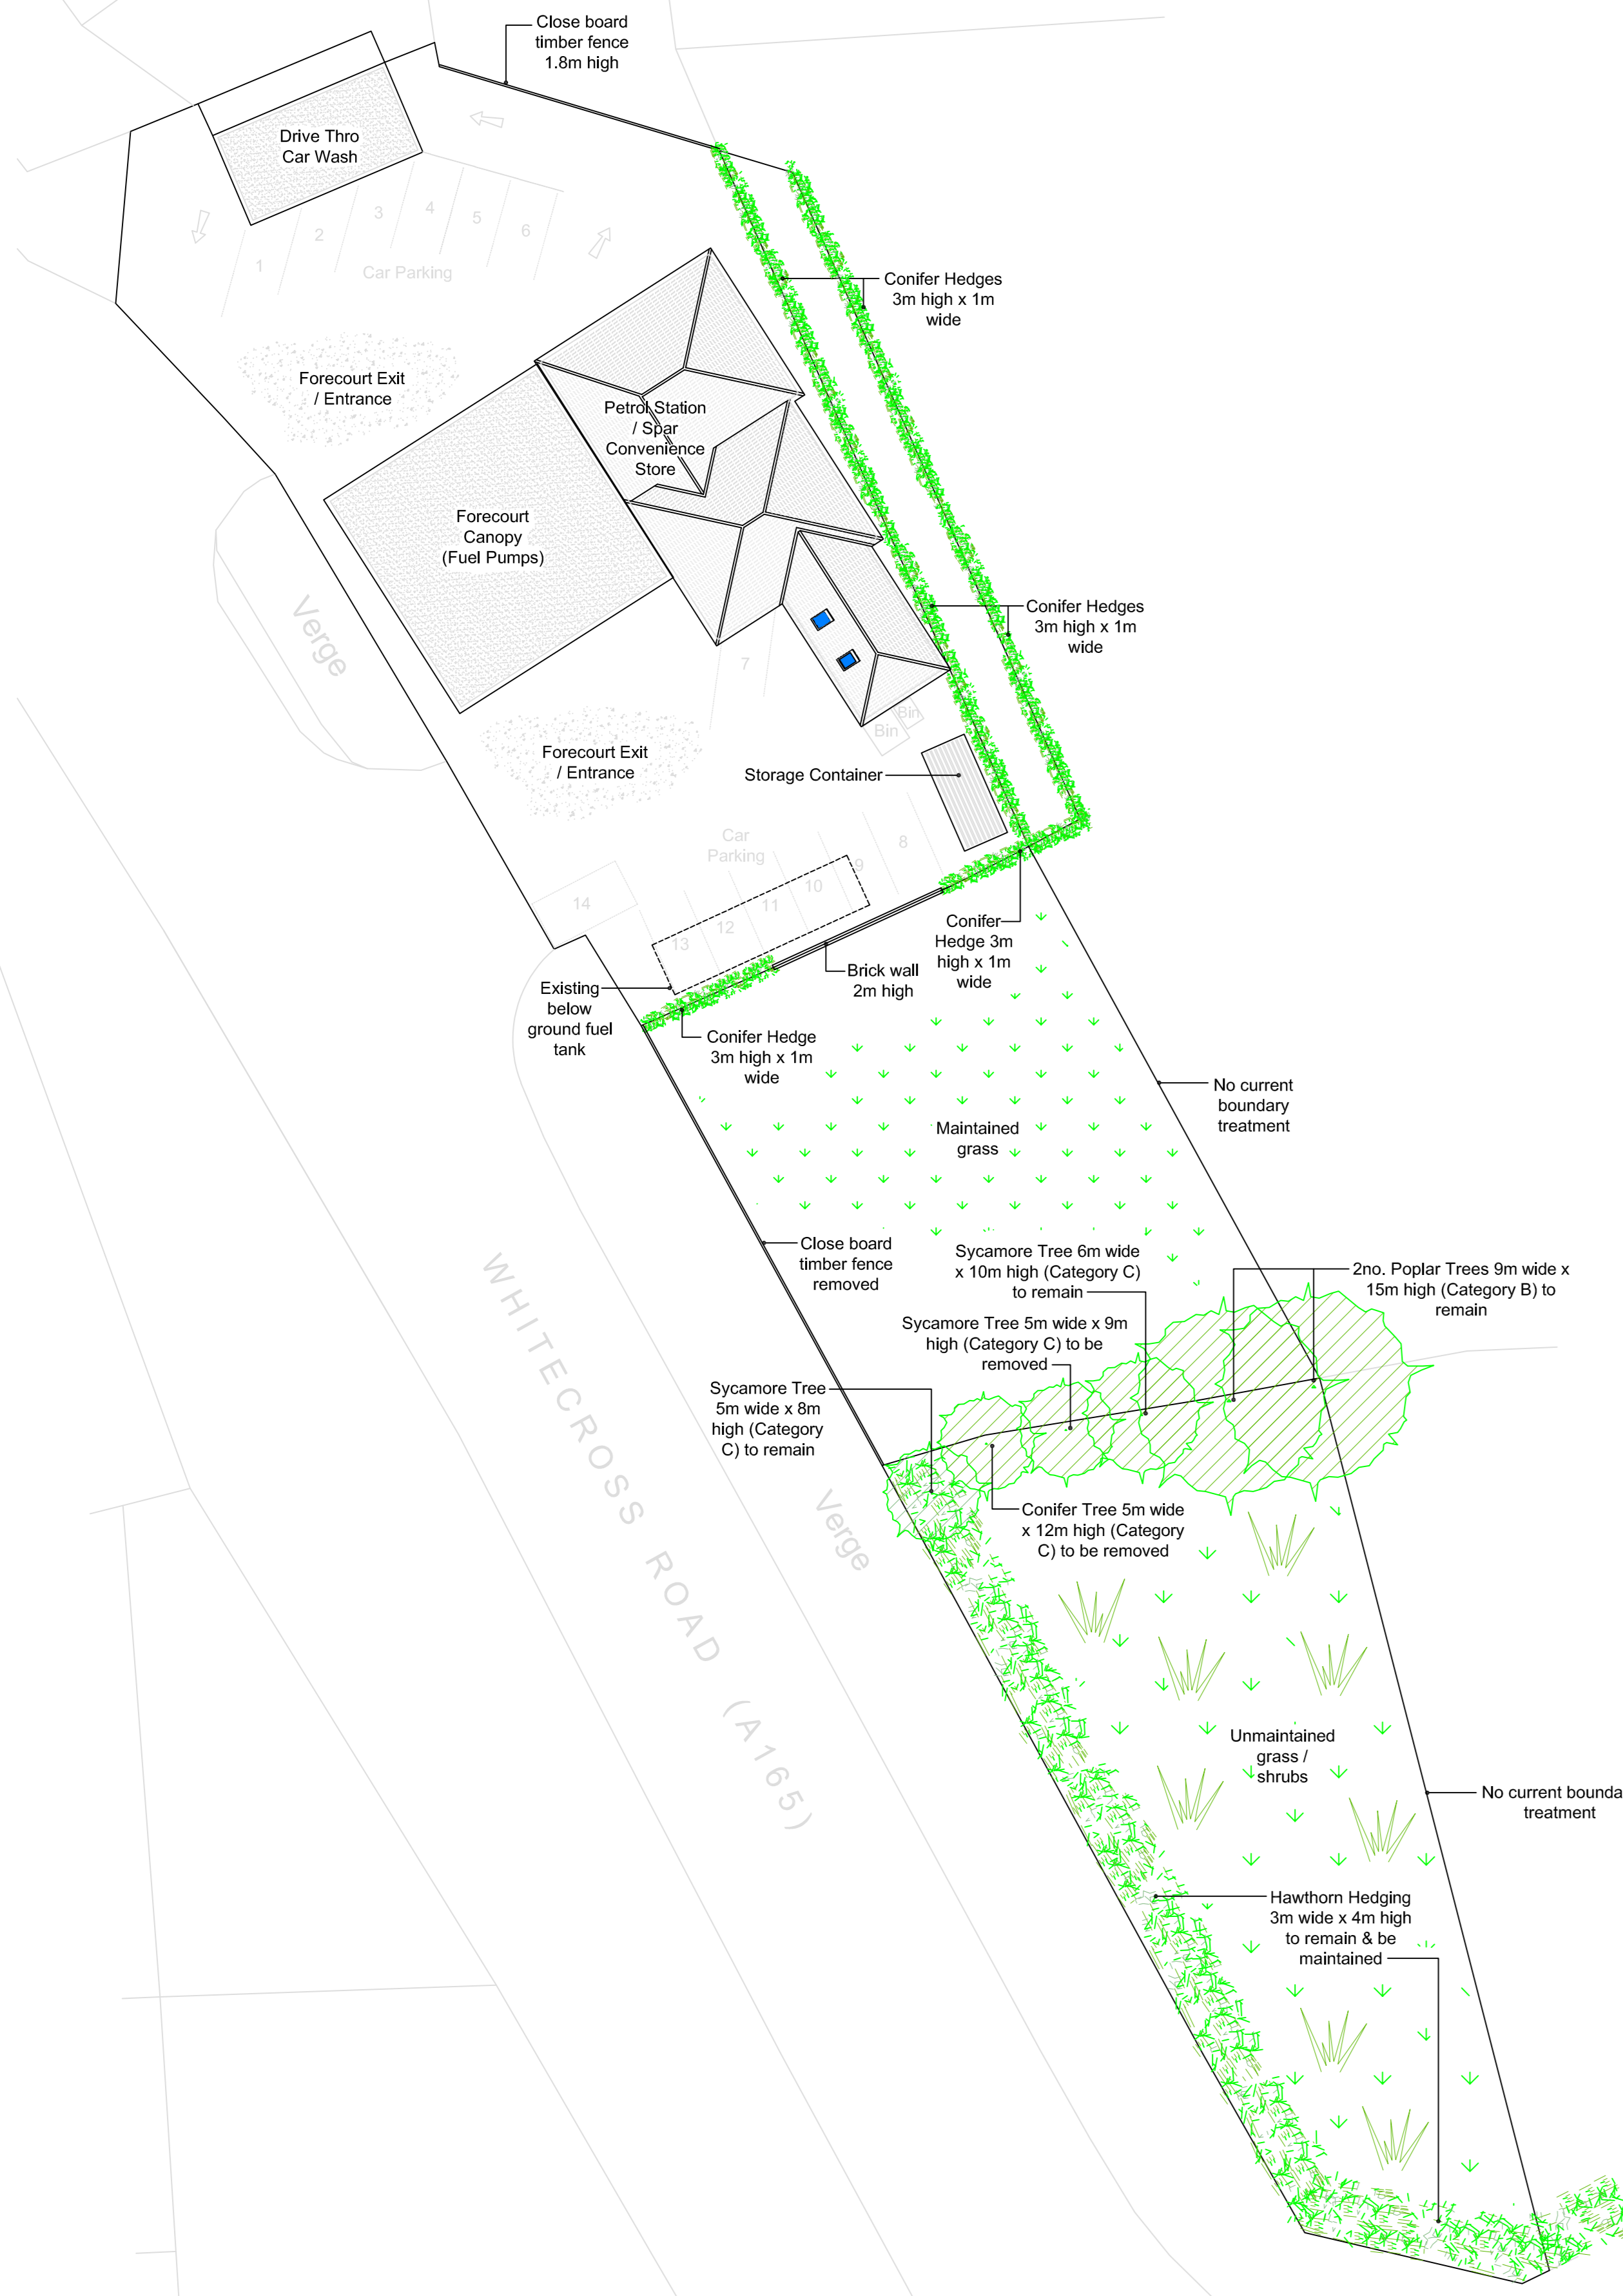 Close board
timber fence
1.8m high
Drive Thro
Car Wash
1
2
3
4
5
6
Car Parking
Conifer Hedges
3m high x 1m
wide
Forecourt Exit
/ Entrance
Petrol Station
/ Spar
Convenience
Store
Forecourt
Canopy
(Fuel Pumps)
Verge
Conifer Hedges
3m high x 1m
wide
7
Bin
Bin
Forecourt Exit
/ Entrance
Storage Container
Car
Parking
8
9
10
11
12
13
14
Conifer
Hedge 3m
high x 1m
wide
Brick wall
2m high
Existing
below
ground fuel
tank
Conifer Hedge
3m high x 1m
wide
No current
boundary
treatment
Maintained
grass
Close board
timber fence
removed
Sycamore Tree 6m wide
x 10m high (Category C)
to remain
2no. Poplar Trees 9m wide x
15m high (Category B) to
remain
Sycamore Tree 5m wide x 9m
high (Category C) to be
removed
Sycamore Tree
5m wide x 8m
high (Category
C) to remain
Conifer Tree 5m wide
x 12m high (Category
C) to be removed
Verge
WHITECROSS ROAD (A165)
Unmaintained
grass /
shrubs
No current bounda
treatment
Hawthorn Hedging
3m wide x 4m high
to remain & be
maintained